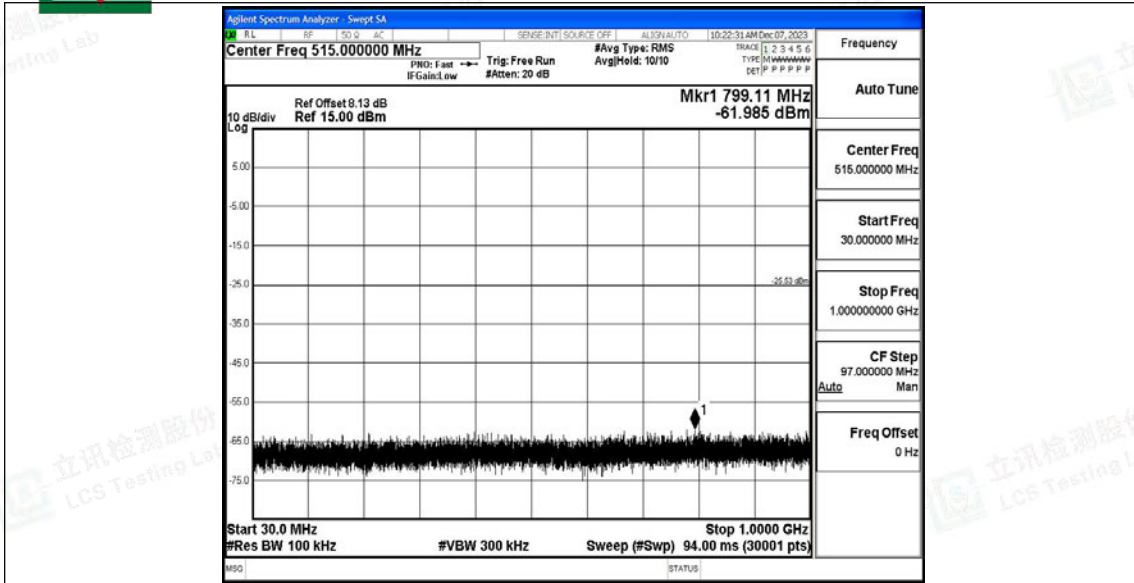 Agilent Spectrum Analyzer - Swept SA
RL RF 50 Ω AC SENSE:INT SOURCE OFF ALIGN AUTO 10:22:31 AM Dec 07, 2023
Center Freq 515.000000 MHz
PNO: Fast
IFGain:Low
Trig: Free Run
#Atten: 20 dB
#Avg Type: RMS
Avg|Hold: 10/10
TRACE 1 2 3 4 5 6
TYPE M WWWWW
DET P P P P P P
Frequency
Auto Tune
Mkr1 799.11 MHz
-61.985 dBm
Ref Offset 8.13 dB
10 dB/div Ref 15.00 dBm
Log
5.00
-5.00
-15.0
-25.0
-35.0
-45.0
-55.0
-65.0
-75.0
-25.53 dBm
1
Center Freq
515.000000 MHz
Start Freq
30.000000 MHz
Stop Freq
1.000000000 GHz
CF Step
97.000000 MHz
Auto Man
Freq Offset
0 Hz
Start 30.0 MHz Stop 1.0000 GHz
#Res BW 100 kHz #VBW 300 kHz Sweep (#Swp) 94.00 ms (30001 pts)
MSG STATUS
立讯检测股份
LCS Testing Lab
立讯检测股份
LCS Testing L